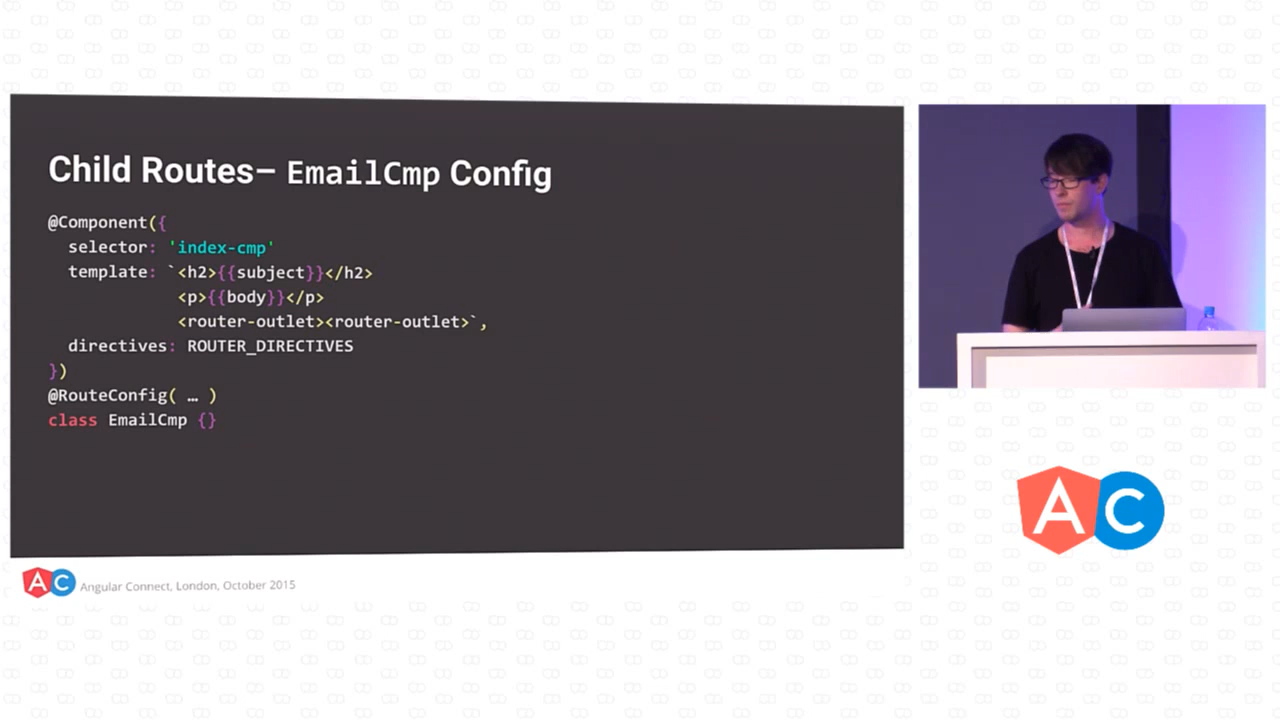 Child Routes— EmailCmp Config
@Component({
  selector: 'index-cmp'
  template: `<h2>{{subject}}</h2>
             <p>{{body}}</p>
             <router-outlet><router-outlet>`,
  directives: ROUTER_DIRECTIVES
})
@RouteConfig( … )
class EmailCmp {}
AC Angular Connect, London, October 2015
AC